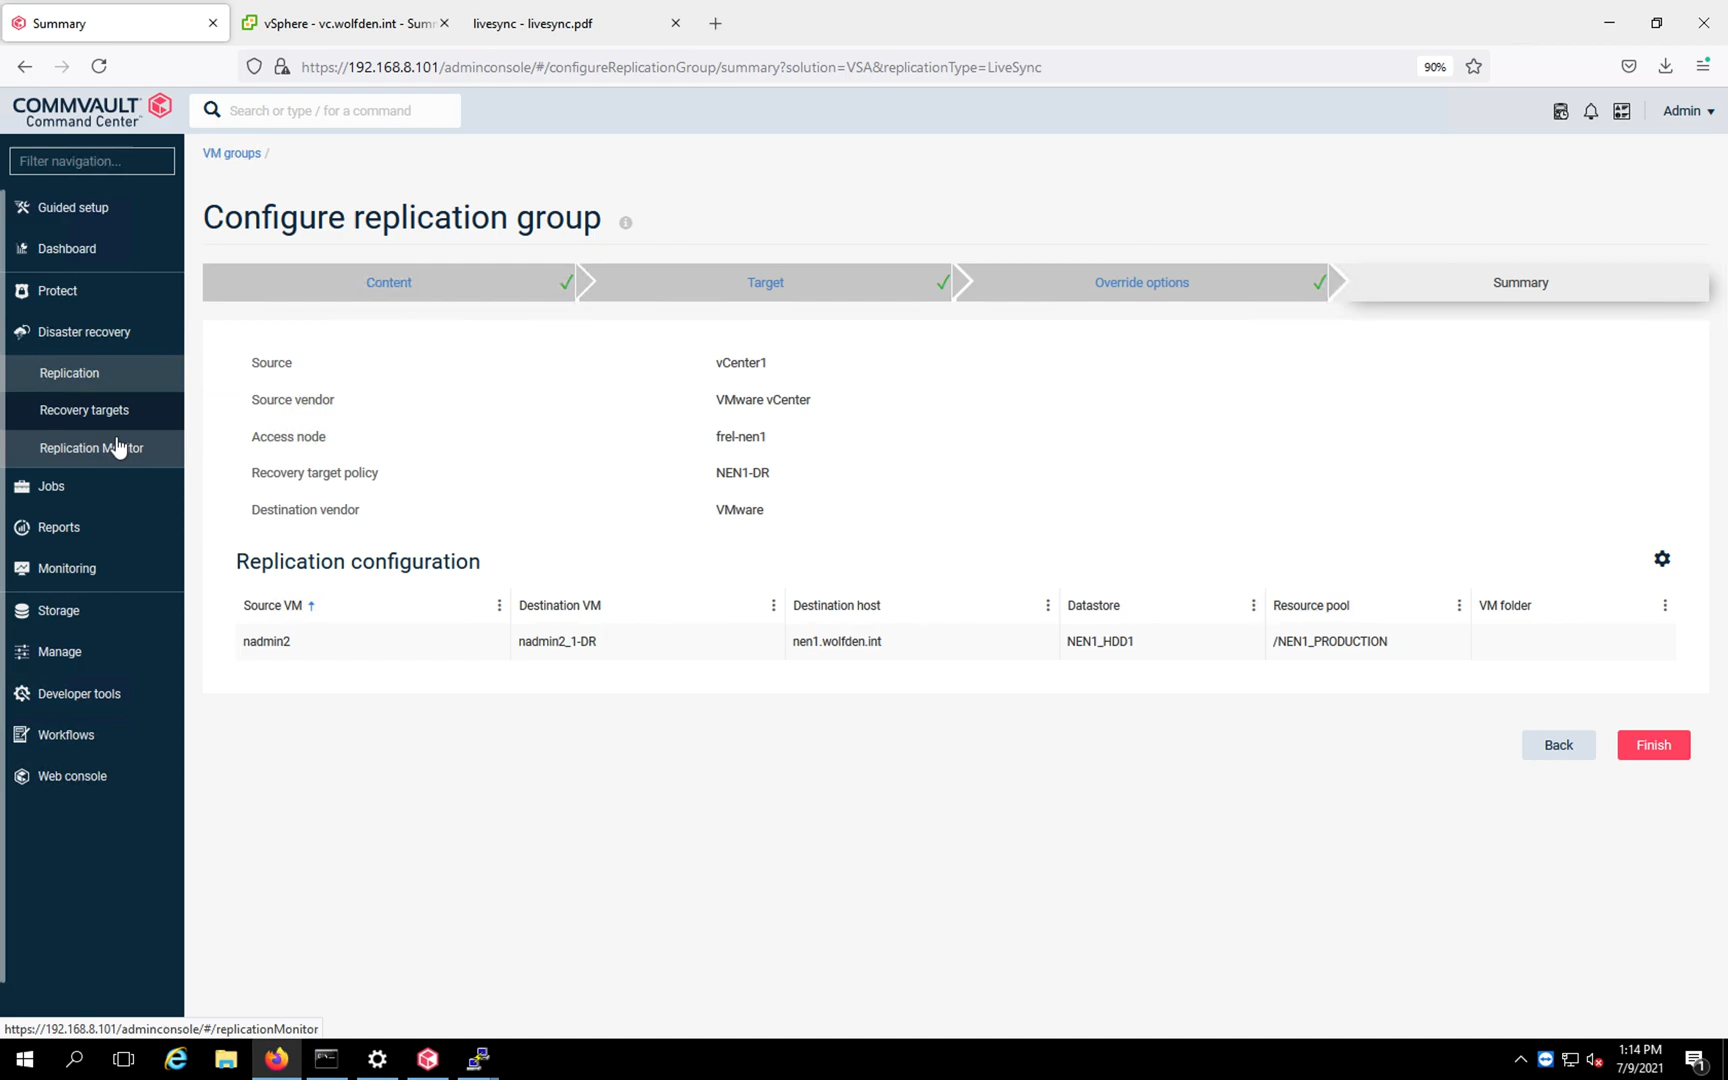 Summary
vSphere - vc.wolfden.int - Summ
livesync - livesync.pdf
https://192.168.8.101/adminconsole/#/configureReplicationGroup/summary?solution=VSA&replicationType=LiveSync
90%
COMMVAULT
Command Center™
Search or type / for a command
Admin
Filter navigation...
Guided setup
Dashboard
Protect
Disaster recovery
Replication
Recovery targets
Replication Monitor
Jobs
Reports
Monitoring
Storage
Manage
Developer tools
Workflows
Web console
VM groups /
Configure replication group
Content
Target
Override options
Summary
Source vCenter1
Source vendor VMware vCenter
Access node frel-nen1
Recovery target policy NEN1-DR
Destination vendor VMware
Replication configuration
Source VM ↑ Destination VM Destination host Datastore Resource pool VM folder
nadmin2 nadmin2_1-DR nen1.wolfden.int NEN1_HDD1 /NEN1_PRODUCTION
Back Finish
https://192.168.8.101/adminconsole/#/replicationMonitor
1:14 PM
7/9/2021
1